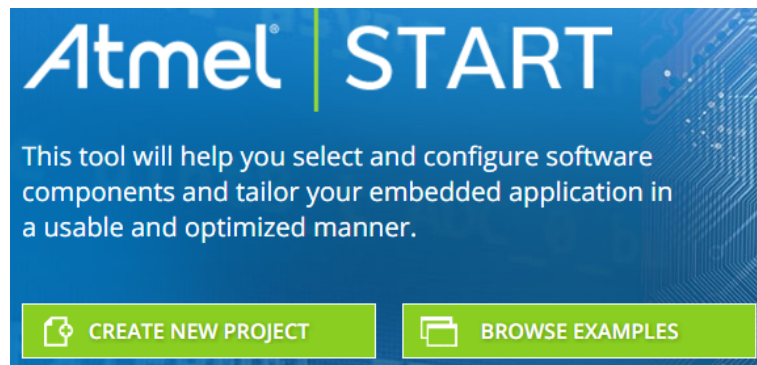 Atmel® | START
This tool will help you select and configure software
components and tailor your embedded application in
a usable and optimized manner.
CREATE NEW PROJECT
BROWSE EXAMPLES